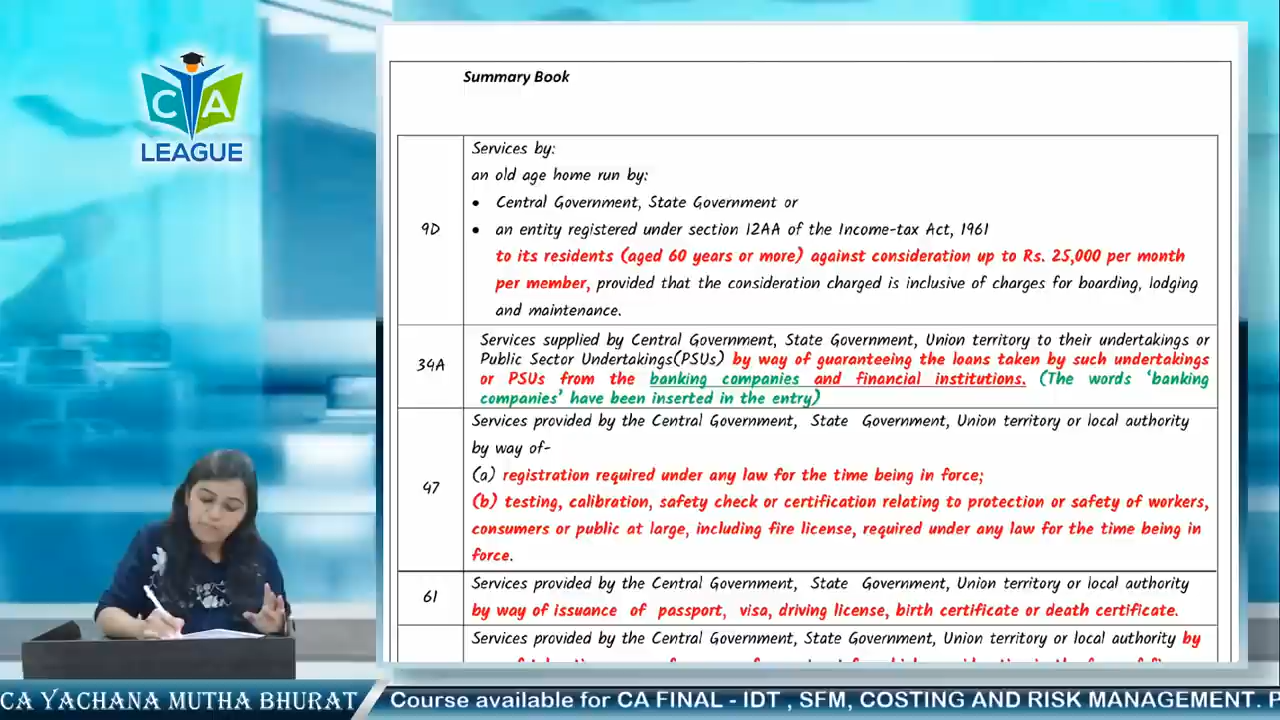 CA
LEAGUE
Summary Book
9D
Services by:
an old age home run by:
• Central Government, State Government or
• an entity registered under section 12AA of the Income-tax Act, 1961
to its residents (aged 60 years or more) against consideration up to Rs. 25,000 per month
per member, provided that the consideration charged is inclusive of charges for boarding, lodging
and maintenance.
34A
Services supplied by Central Government, State Government, Union territory to their undertakings or
Public Sector Undertakings(PSUs) by way of guaranteeing the loans taken by such undertakings
or PSUs from the banking companies and financial institutions. (The words ‘banking
companies’ have been inserted in the entry)
47
Services provided by the Central Government, State Government, Union territory or local authority
by way of-
(a) registration required under any law for the time being in force;
(b) testing, calibration, safety check or certification relating to protection or safety of workers,
consumers or public at large, including fire license, required under any law for the time being in
force.
61
Services provided by the Central Government, State Government, Union territory or local authority
by way of issuance of passport, visa, driving license, birth certificate or death certificate.
Services provided by the Central Government, State Government, Union territory or local authority by
CA YACHANA MUTHA BHURAT
Course available for CA FINAL - IDT , SFM, COSTING AND RISK MANAGEMENT. P